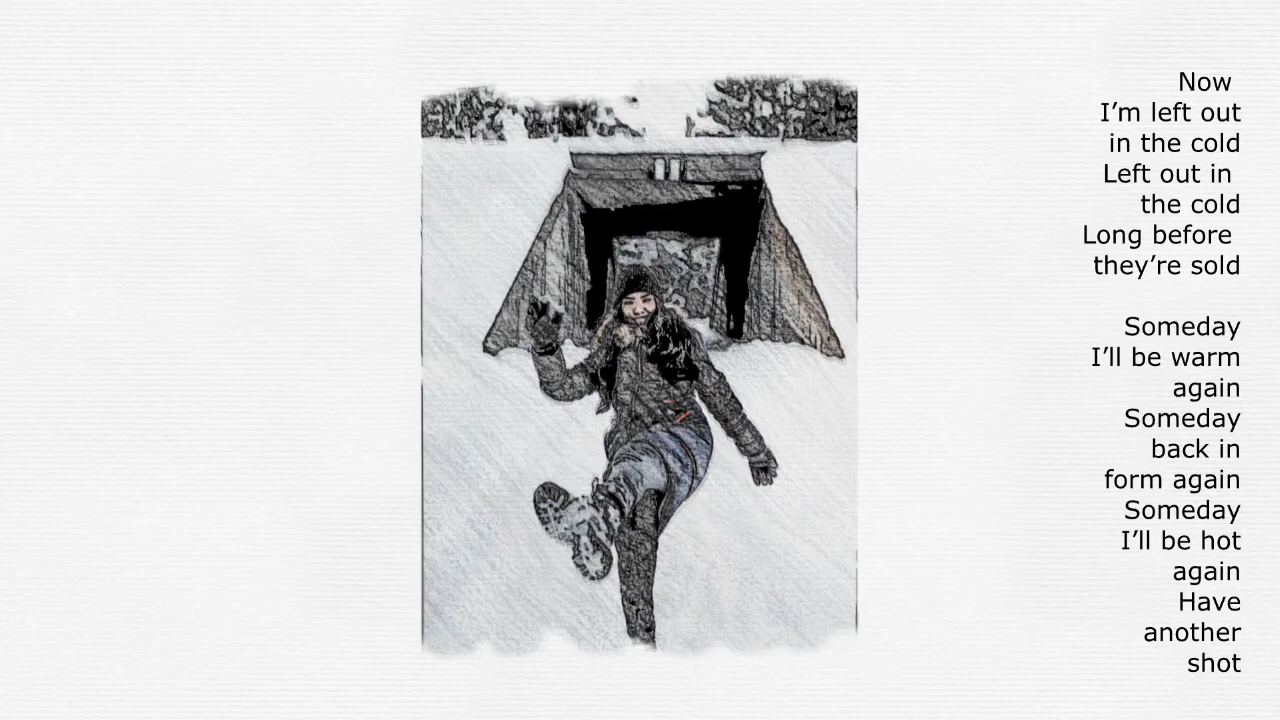 Now
I’m left out
in the cold
Left out in
the cold
Long before
they’re sold
Someday
I’ll be warm
again
Someday
back in
form again
Someday
I’ll be hot
again
Have
another
shot